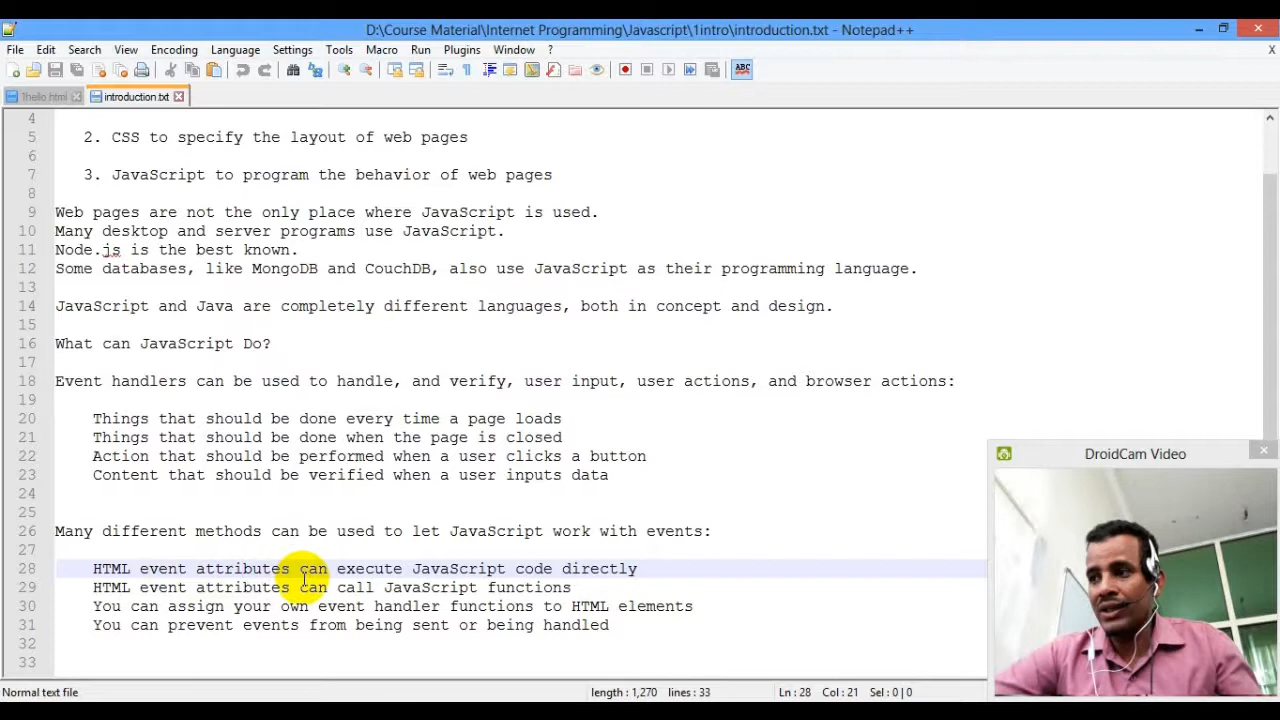 D:\Course Material\Internet Programming\Javascript\1intro\introduction.txt - Notepad++
File Edit Search View Encoding Language Settings Tools Macro Run Plugins Window ? X
1hello.html introduction.txt
4
5 2. CSS to specify the layout of web pages
6
7 3. JavaScript to program the behavior of web pages
8
9 Web pages are not the only place where JavaScript is used.
10 Many desktop and server programs use JavaScript.
11 Node.js is the best known.
12 Some databases, like MongoDB and CouchDB, also use JavaScript as their programming language.
13
14 JavaScript and Java are completely different languages, both in concept and design.
15
16 What can JavaScript Do?
17
18 Event handlers can be used to handle, and verify, user input, user actions, and browser actions:
19
20 Things that should be done every time a page loads
21 Things that should be done when the page is closed
22 Action that should be performed when a user clicks a button
23 Content that should be verified when a user inputs data
24
25
26 Many different methods can be used to let JavaScript work with events:
27
28 HTML event attributes can execute JavaScript code directly
29 HTML event attributes can call JavaScript functions
30 You can assign your own event handler functions to HTML elements
31 You can prevent events from being sent or being handled
32
33
DroidCam Video
Normal text file length : 1,270 lines : 33 Ln : 28 Col : 21 Sel : 0 | 0